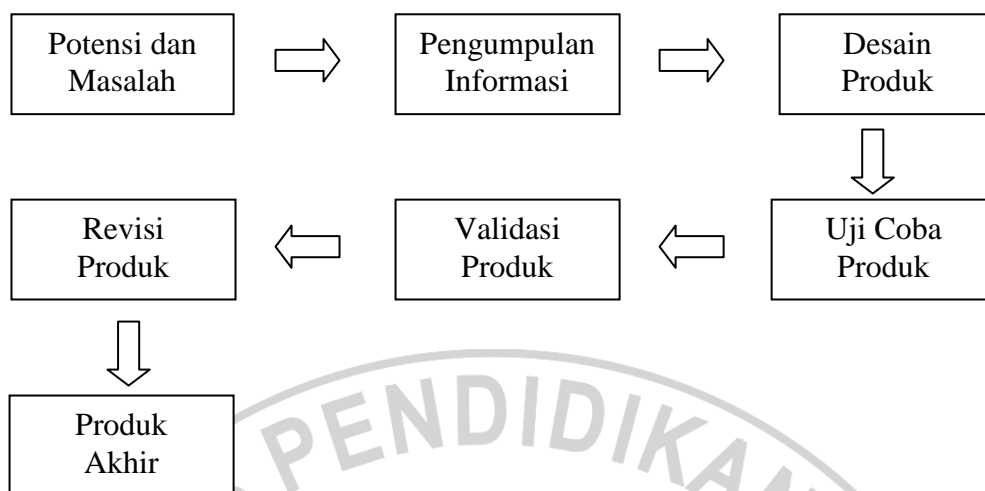 Potensi dan
Masalah
Pengumpulan
Informasi
Desain
Produk
Uji Coba
Produk
Validasi
Produk
Revisi
Produk
Produk
Akhir
PENDIDIKAN